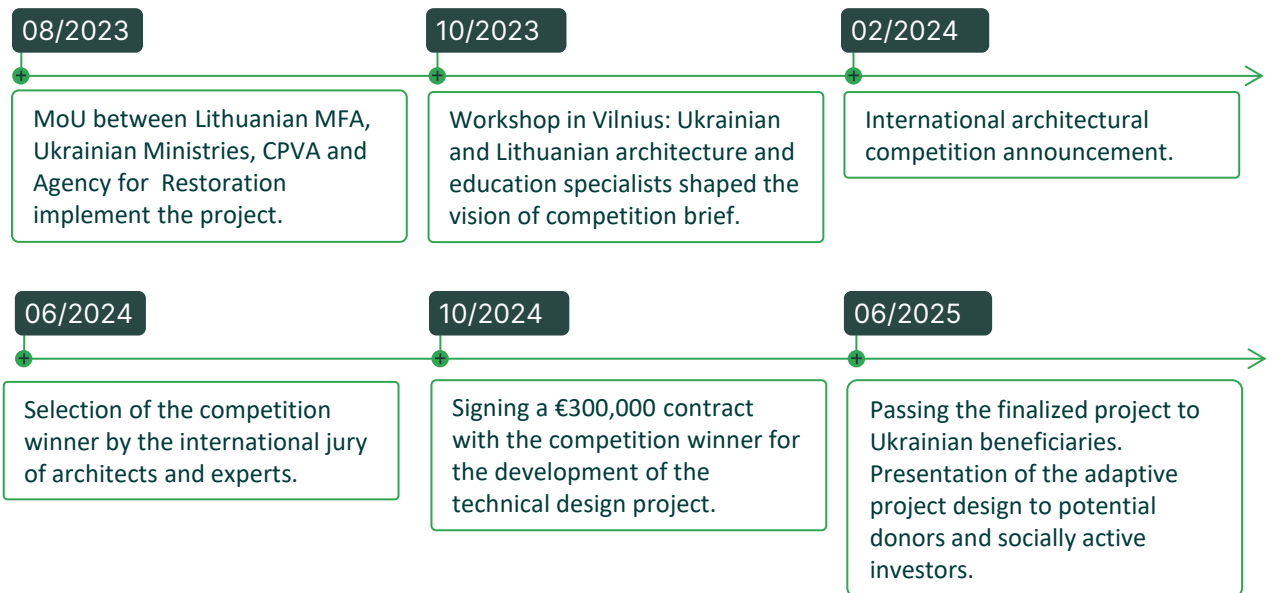 08/2023
MoU between Lithuanian MFA,
Ukrainian Ministries, CPVA and
Agency for Restoration
implement the project.
10/2023
Workshop in Vilnius: Ukrainian
and Lithuanian architecture and
education specialists shaped the
vision of competition brief.
02/2024
International architectural
competition announcement.
06/2024
Selection of the competition
winner by the international jury
of architects and experts.
10/2024
Signing a €300,000 contract
with the competition winner for
the development of the
technical design project.
06/2025
Passing the finalized project to
Ukrainian beneficiaries.
Presentation of the adaptive
project design to potential
donors and socially active
investors.